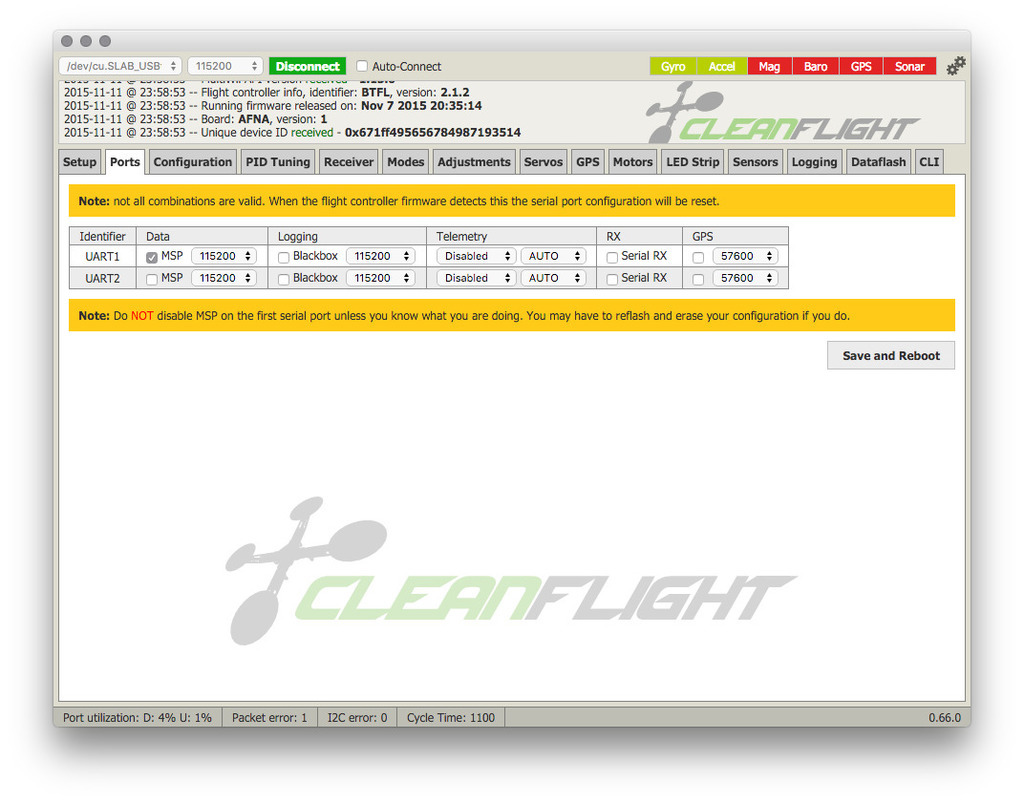 /dev/cu.SLAB_USB 115200 Disconnect Auto-Connect Gyro Accel Mag Baro GPS Sonar
2015-11-11 @ 23:58:53 -- Flight controller info, identifier: BTFL, version: 2.1.2
2015-11-11 @ 23:58:53 -- Running firmware released on: Nov 7 2015 20:35:14
2015-11-11 @ 23:58:53 -- Board: AFNA, version: 1
2015-11-11 @ 23:58:53 -- Unique device ID received - 0x671ff495656784987193514
CLEANFLIGHT
Setup Ports Configuration PID Tuning Receiver Modes Adjustments Servos GPS Motors LED Strip Sensors Logging Dataflash CLI
Note: not all combinations are valid. When the flight controller firmware detects this the serial port configuration will be reset.
Identifier Data Logging Telemetry RX GPS
UART1 MSP 115200 Blackbox 115200 Disabled AUTO Serial RX 57600
UART2 MSP 115200 Blackbox 115200 Disabled AUTO Serial RX 57600
Note: Do NOT disable MSP on the first serial port unless you know what you are doing. You may have to reflash and erase your configuration if you do.
Save and Reboot
CLEANFLIGHT
Port utilization: D: 4% U: 1% Packet error: 1 I2C error: 0 Cycle Time: 1100 0.66.0